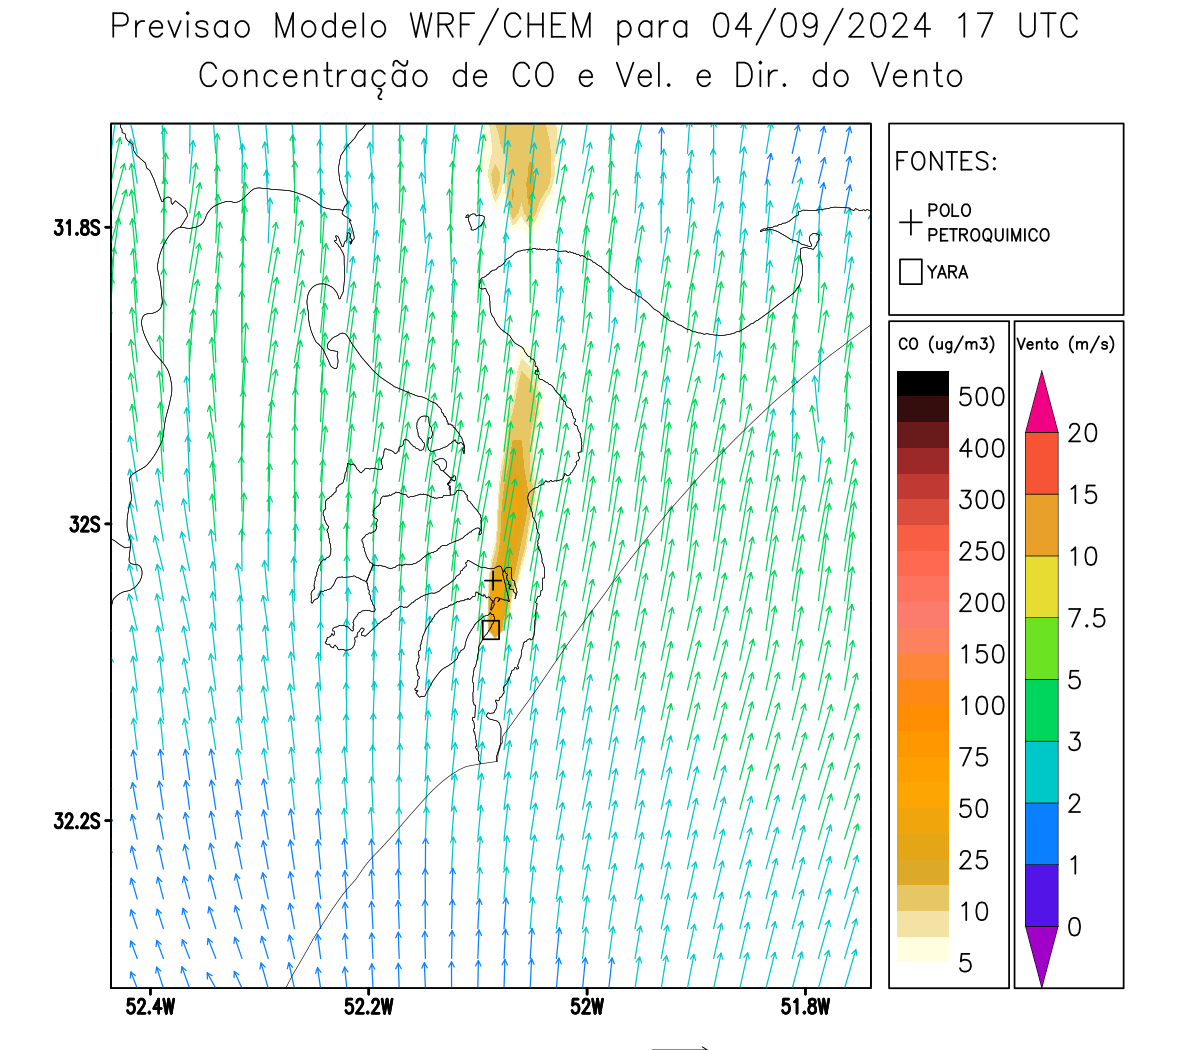 Previsao Modelo WRF/CHEM para 04/09/2024 17 UTC
Concentração de CO e Vel. e Dir. do Vento
FONTES:
POLO
PETROQUIMICO
YARA
CO (ug/m3)
500
400
300
250
200
150
100
75
50
25
10
5
Vento (m/s)
20
15
10
7.5
5
3
2
1
0
31.8S
32S
32.2S
52.4W
52.2W
52W
51.8W